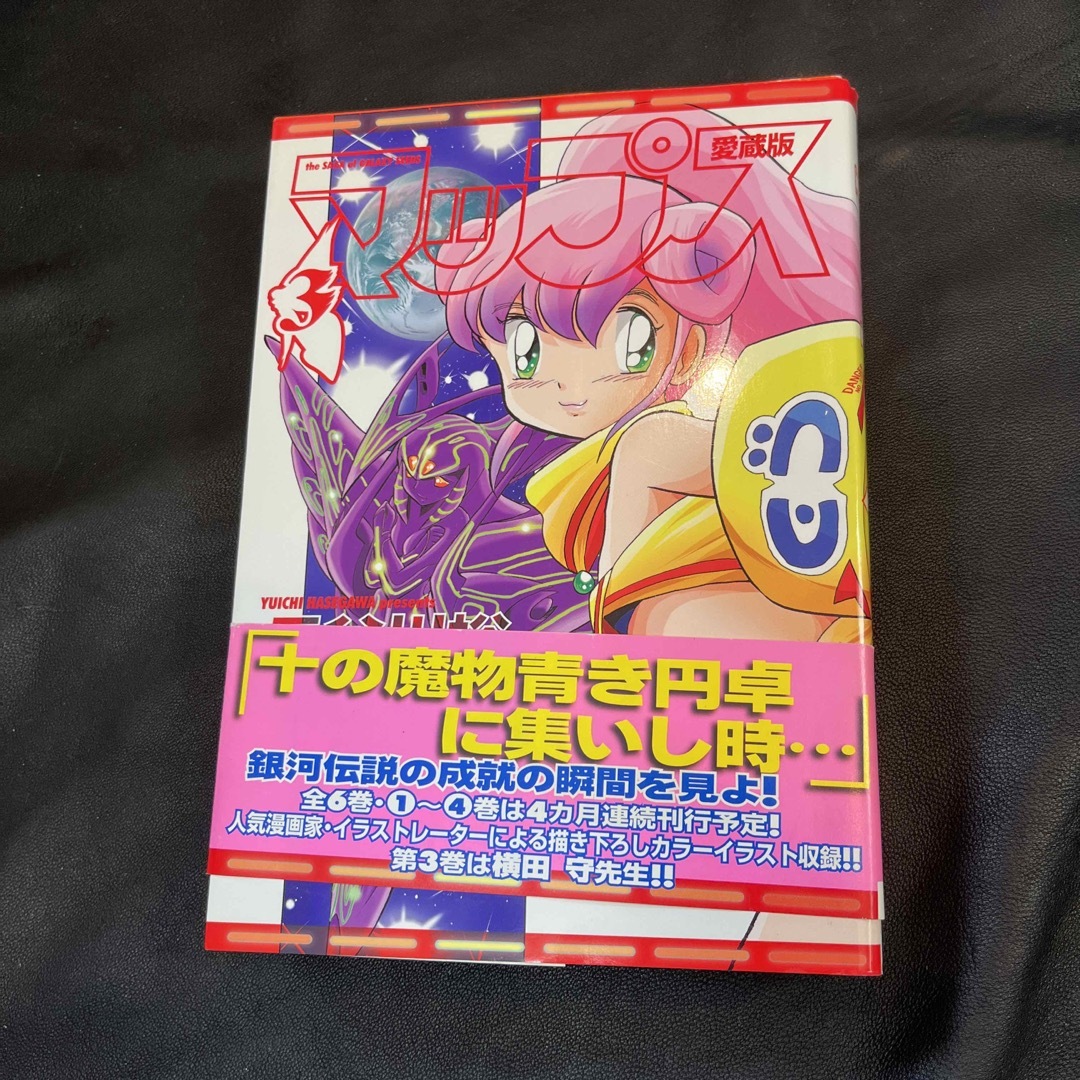 愛蔵版
マップス
YUICHI HASEGAWA presents
「十の魔物青き円卓
に集いし時…」
銀河伝説の成就の瞬間を見よ!
全6巻・①〜④巻は4カ月連続刊行予定!
人気漫画家・イラストレーターによる描き下ろしカラーイラスト収録!!
第3巻は横田 守先生!!